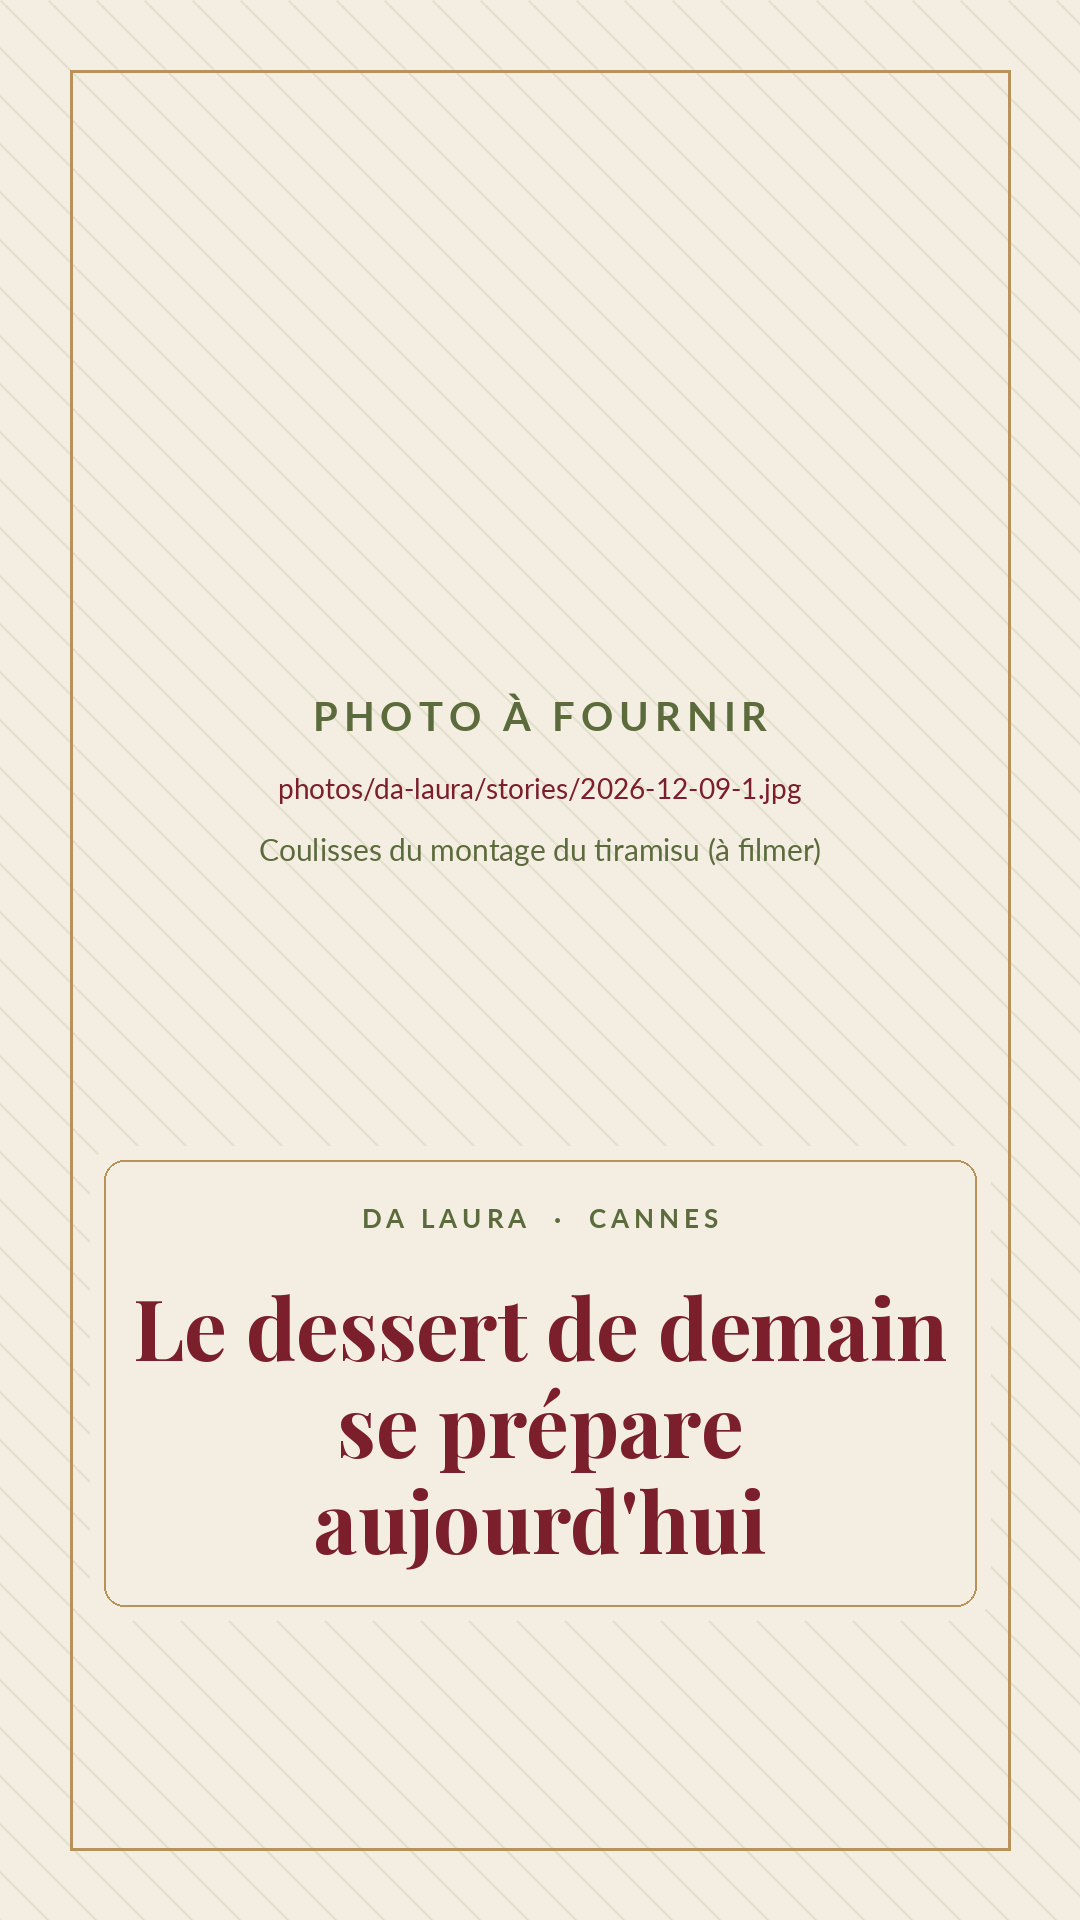 PHOTO À FOURNIR
photos/da-laura/stories/2026-12-09-1.jpg
Coulisses du montage du tiramisu (à filmer)
DA LAURA · CANNES
Le dessert de demain
se prépare
aujourd'hui